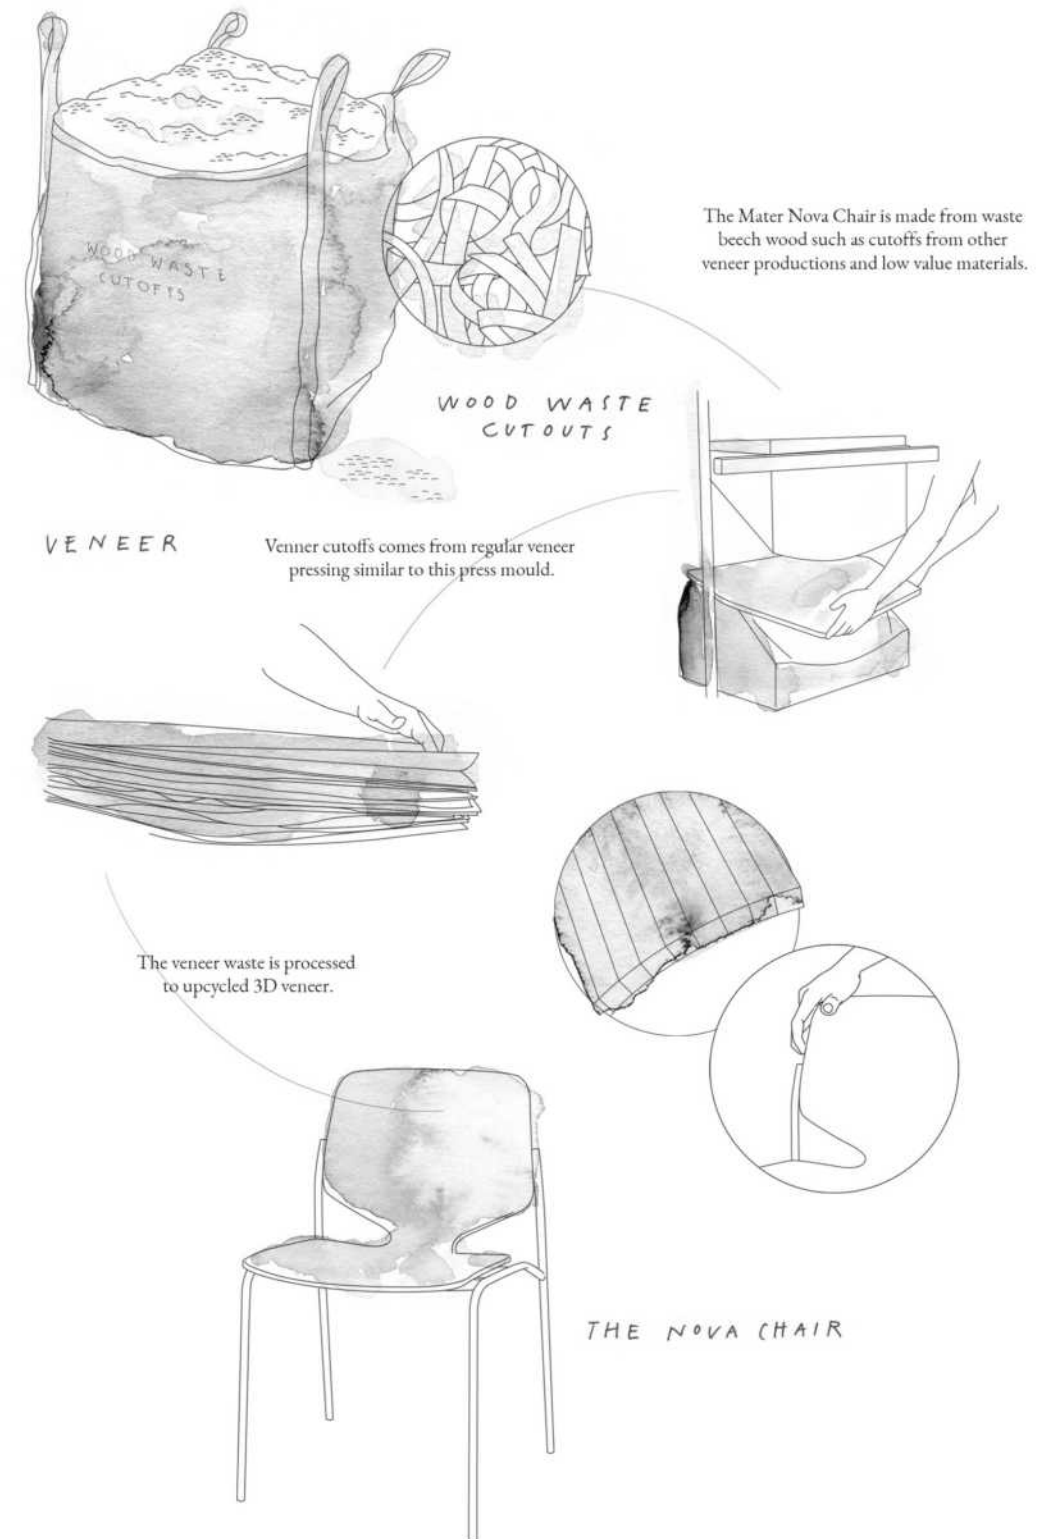 WOOD WASTE
CUTOFFS
The Mater Nova Chair is made from waste
beech wood such as cutoffs from other
veneer productions and low value materials.
WOOD WASTE
CUTOUTS
VENEER
Venner cutoffs comes from regular veneer
pressing similar to this press mould.
The veneer waste is processed
to upcycled 3D veneer.
THE NOVA CHAIR